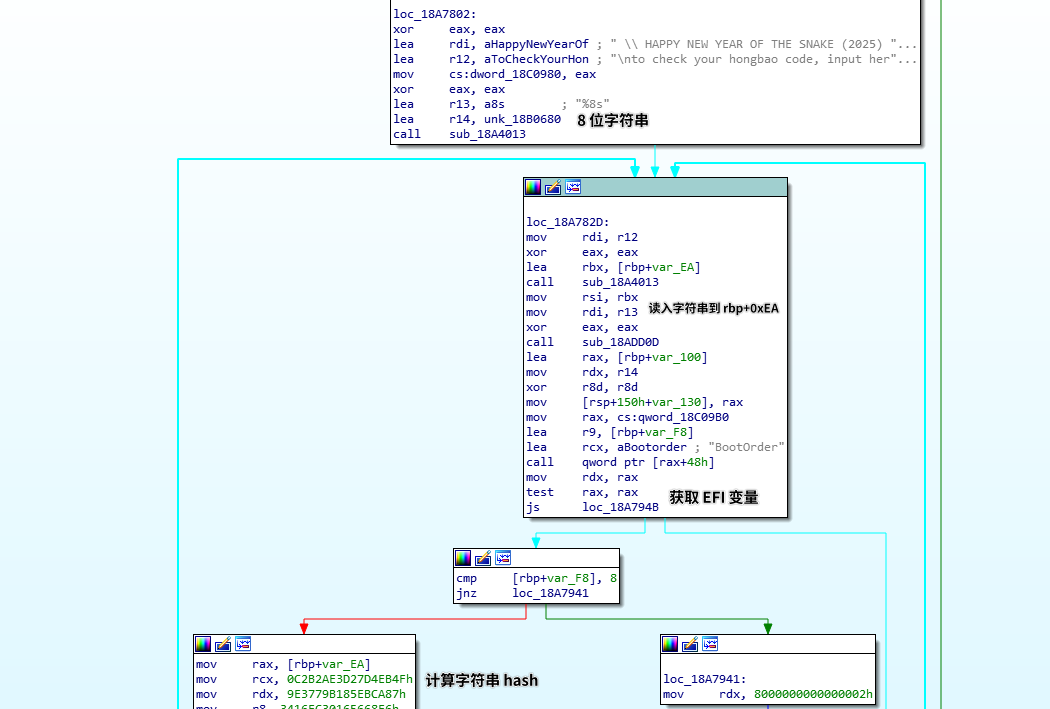 loc_18A7802:
xor eax, eax
lea rdi, aHappyNewYearOf ; " \\ HAPPY NEW YEAR OF THE SNAKE (2025) "...
lea r12, aToCheckYourHon ; "\nto check your hongbao code, input her"...
mov cs:dword_18C0980, eax
xor eax, eax
lea r13, a8s ; "%8s"
lea r14, unk_18B0680 8 位字符串
call sub_18A4013
loc_18A782D:
mov rdi, r12
xor eax, eax
lea rbx, [rbp+var_EA]
call sub_18A4013
mov rsi, rbx
mov rdi, r13 读入字符串到 rbp+0xEA
xor eax, eax
call sub_18ADD0D
lea rax, [rbp+var_100]
mov rdx, r14
xor r8d, r8d
mov [rsp+150h+var_130], rax
mov rax, cs:qword_18C09B0
lea r9, [rbp+var_F8]
lea rcx, aBootorder ; "BootOrder"
call qword ptr [rax+48h]
mov rdx, rax
test rax, rax 获取 EFI 变量
js loc_18A794B
cmp [rbp+var_F8], 8
jnz loc_18A7941
mov rax, [rbp+var_EA]
mov rcx, 0C2B2AE3D27D4EB4Fh 计算字符串 hash
mov rdx, 9E3779B185EBCA87h
loc_18A7941:
mov rdx, 8000000000000002h